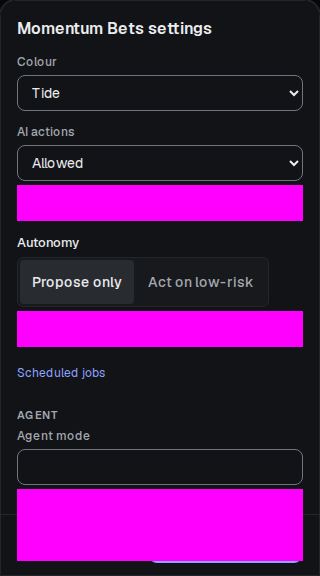 Momentum Bets settings
Colour
Tide
AI actions
Allowed
Autonomy
Propose only
Act on low-risk
Scheduled jobs
AGENT
Agent mode